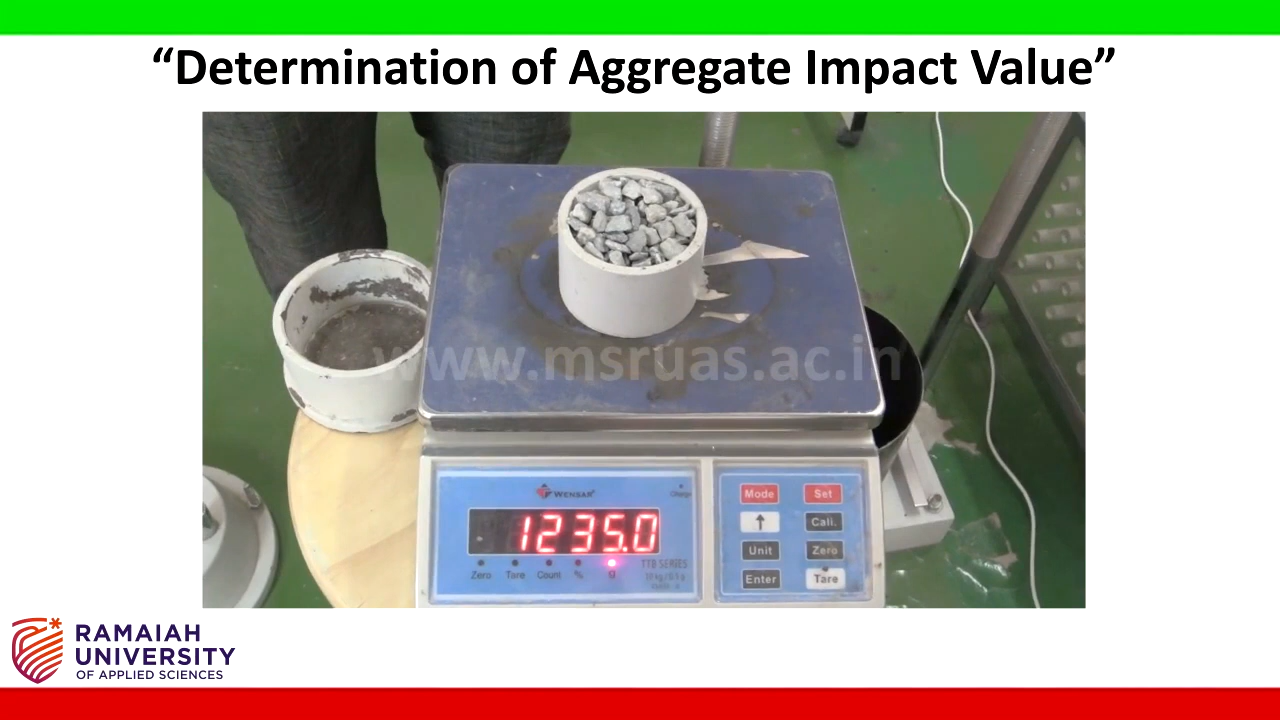 “Determination of Aggregate Impact Value”
www.msruas.ac.in
WENSAR
Charge
1235.0
Zero Tare Count % g
TTB SERIES
Mode Set
↑ Cali.
Unit Zero
Enter Tare
RAMAIAH
UNIVERSITY
OF APPLIED SCIENCES